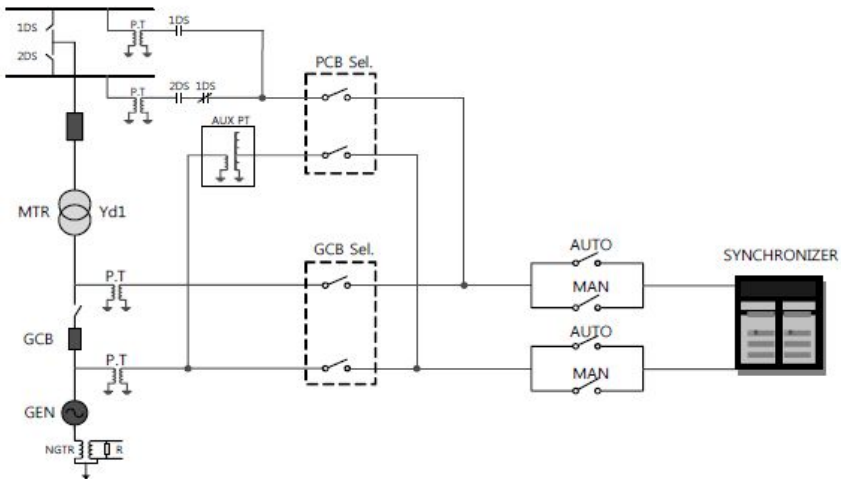 1DS
P.T
1DS
2DS
PCB Sel.
P.T
2DS 1DS
AUX PT
MTR Yd1
GCB Sel.
AUTO
SYNCHRONIZER
P.T
MAN
GCB
AUTO
P.T
MAN
GEN
NGTR R